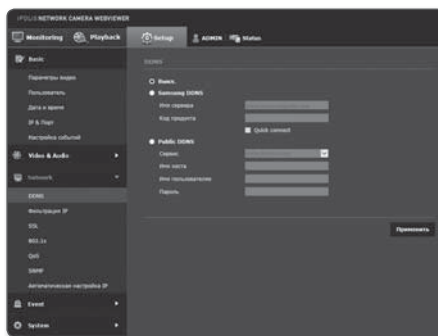 iPOLiS NETWORK CAMERA WEBVIEWER
Monitoring Playback Setup ADMIN Status
Basic
Параметры видео
Пользователь
Дата и время
IP & Порт
Настройка событий
Video & Audio
Network
DDNS
Фильтрация IP
SSL
802.1x
QoS
SNMP
Автоматическая настройка IP
Event
System
DDNS
Выкл.
Samsung DDNS
Имя сервера
Код продукта
Quick connect
Public DDNS
Сервис
Имя хоста
Имя пользователя
Пароль
Применить